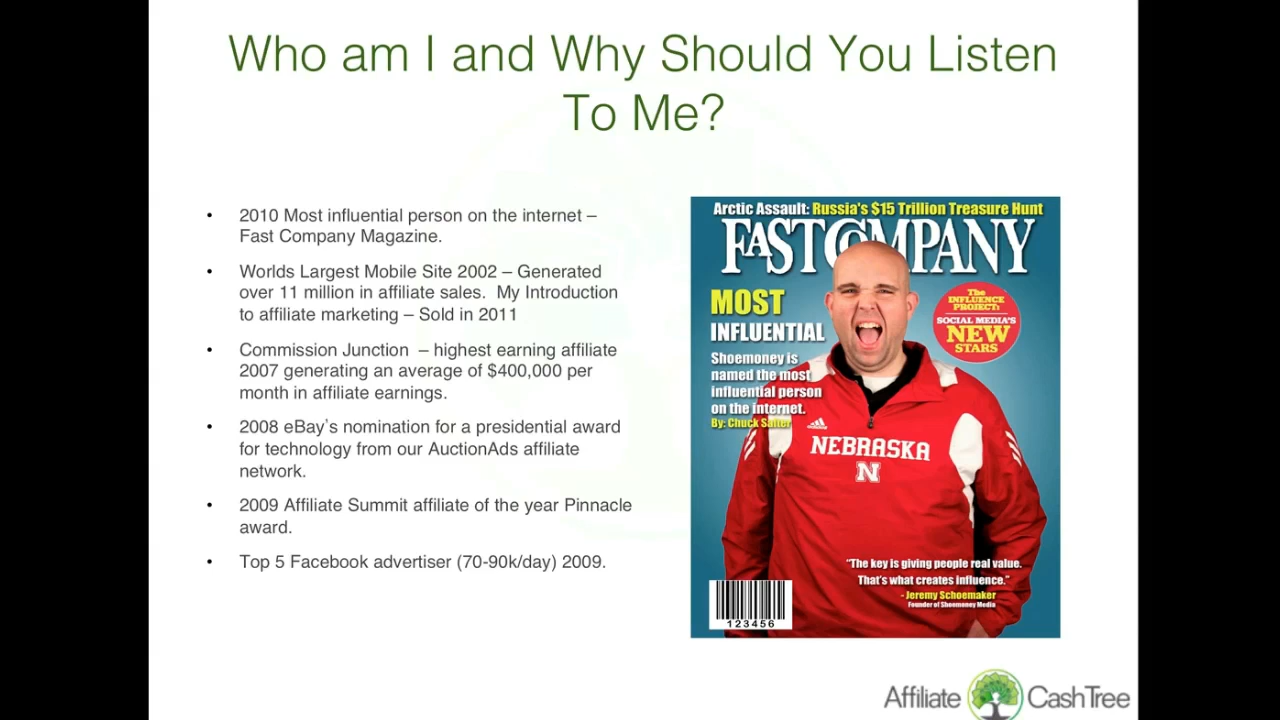 Who am I and Why Should You Listen
To Me?
• 2010 Most influential person on the internet –
Fast Company Magazine.
• Worlds Largest Mobile Site 2002 – Generated
over 11 million in affiliate sales.  My Introduction
to affiliate marketing – Sold in 2011
• Commission Junction  – highest earning affiliate
2007 generating an average of $400,000 per
month in affiliate earnings.
• 2008 eBay’s nomination for a presidential award
for technology from our AuctionAds affiliate
network.
• 2009 Affiliate Summit affiliate of the year Pinnacle
award.
• Top 5 Facebook advertiser (70-90k/day) 2009.
Arctic Assault: Russia's $15 Trillion Treasure Hunt
FAST COMPANY
MOST
INFLUENTIAL
Shoemoney is
named the most
influential person
on the internet.
By: Chuck Salter
The
INFLUENCE
PROJECT:
SOCIAL MEDIA'S
NEW
STARS
adidas
NEBRASKA
N
“The key is giving people real value.
That’s what creates influence.”
- Jeremy Schoemaker
Founder of Shoemoney Media
123456
Affiliate CashTree